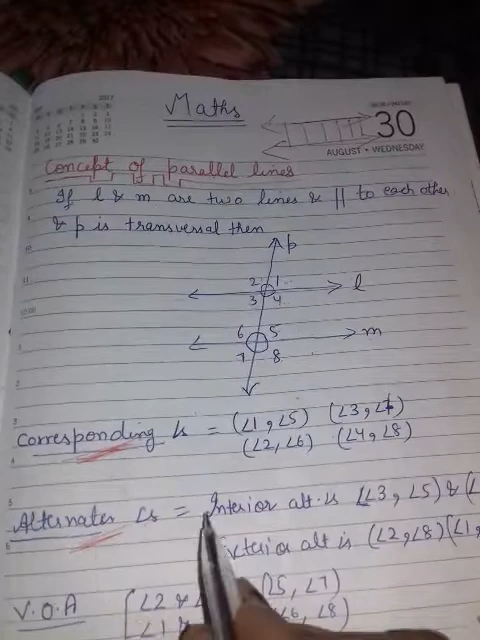 2017
Maths
30
AUGUST • WEDNESDAY
Concept of parallel lines
If l & m are two lines & || to each other
& p is transversal then
p
2 1
l
3 4
6 5
m
7 8
Corresponding ∠s = (∠1, ∠5) (∠3, ∠7)
(∠2, ∠6) (∠4, ∠8)
Alternates ∠s = Interior alt. ∠s ∠3, ∠5) & (∠
Exterior alt ∠s (∠2, ∠8) (∠1,
V.O.A [∠2 & ∠ ∠5, ∠7)
∠1 & ∠6, ∠8)